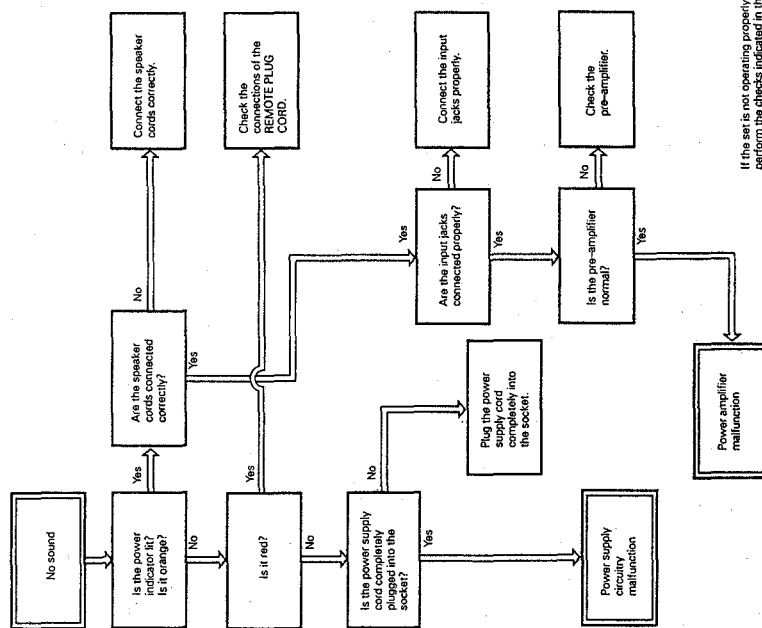 No sound
Is the power
indicator lit?
Is it orange?
Yes
No
Are the speaker
cords connected
correctly?
No
Yes
Connect the speaker
cords correctly.
Is it red?
Yes
No
Check the
connections of the
REMOTE PLUG
CORD.
Is the power supply
cord completely
plugged into the
socket?
No
Yes
Plug the power
supply cord
completely into
the socket.
Power supply
circuitry
malfunction
Yes
Are the input jacks
connected properly?
No
Yes
Connect the input
jacks properly.
Is the pre-amplifier
normal?
No
Yes
Check the
pre-amplifier.
Power amplifier
malfunction
If the set is not operating properly
perform the checks indicated in th